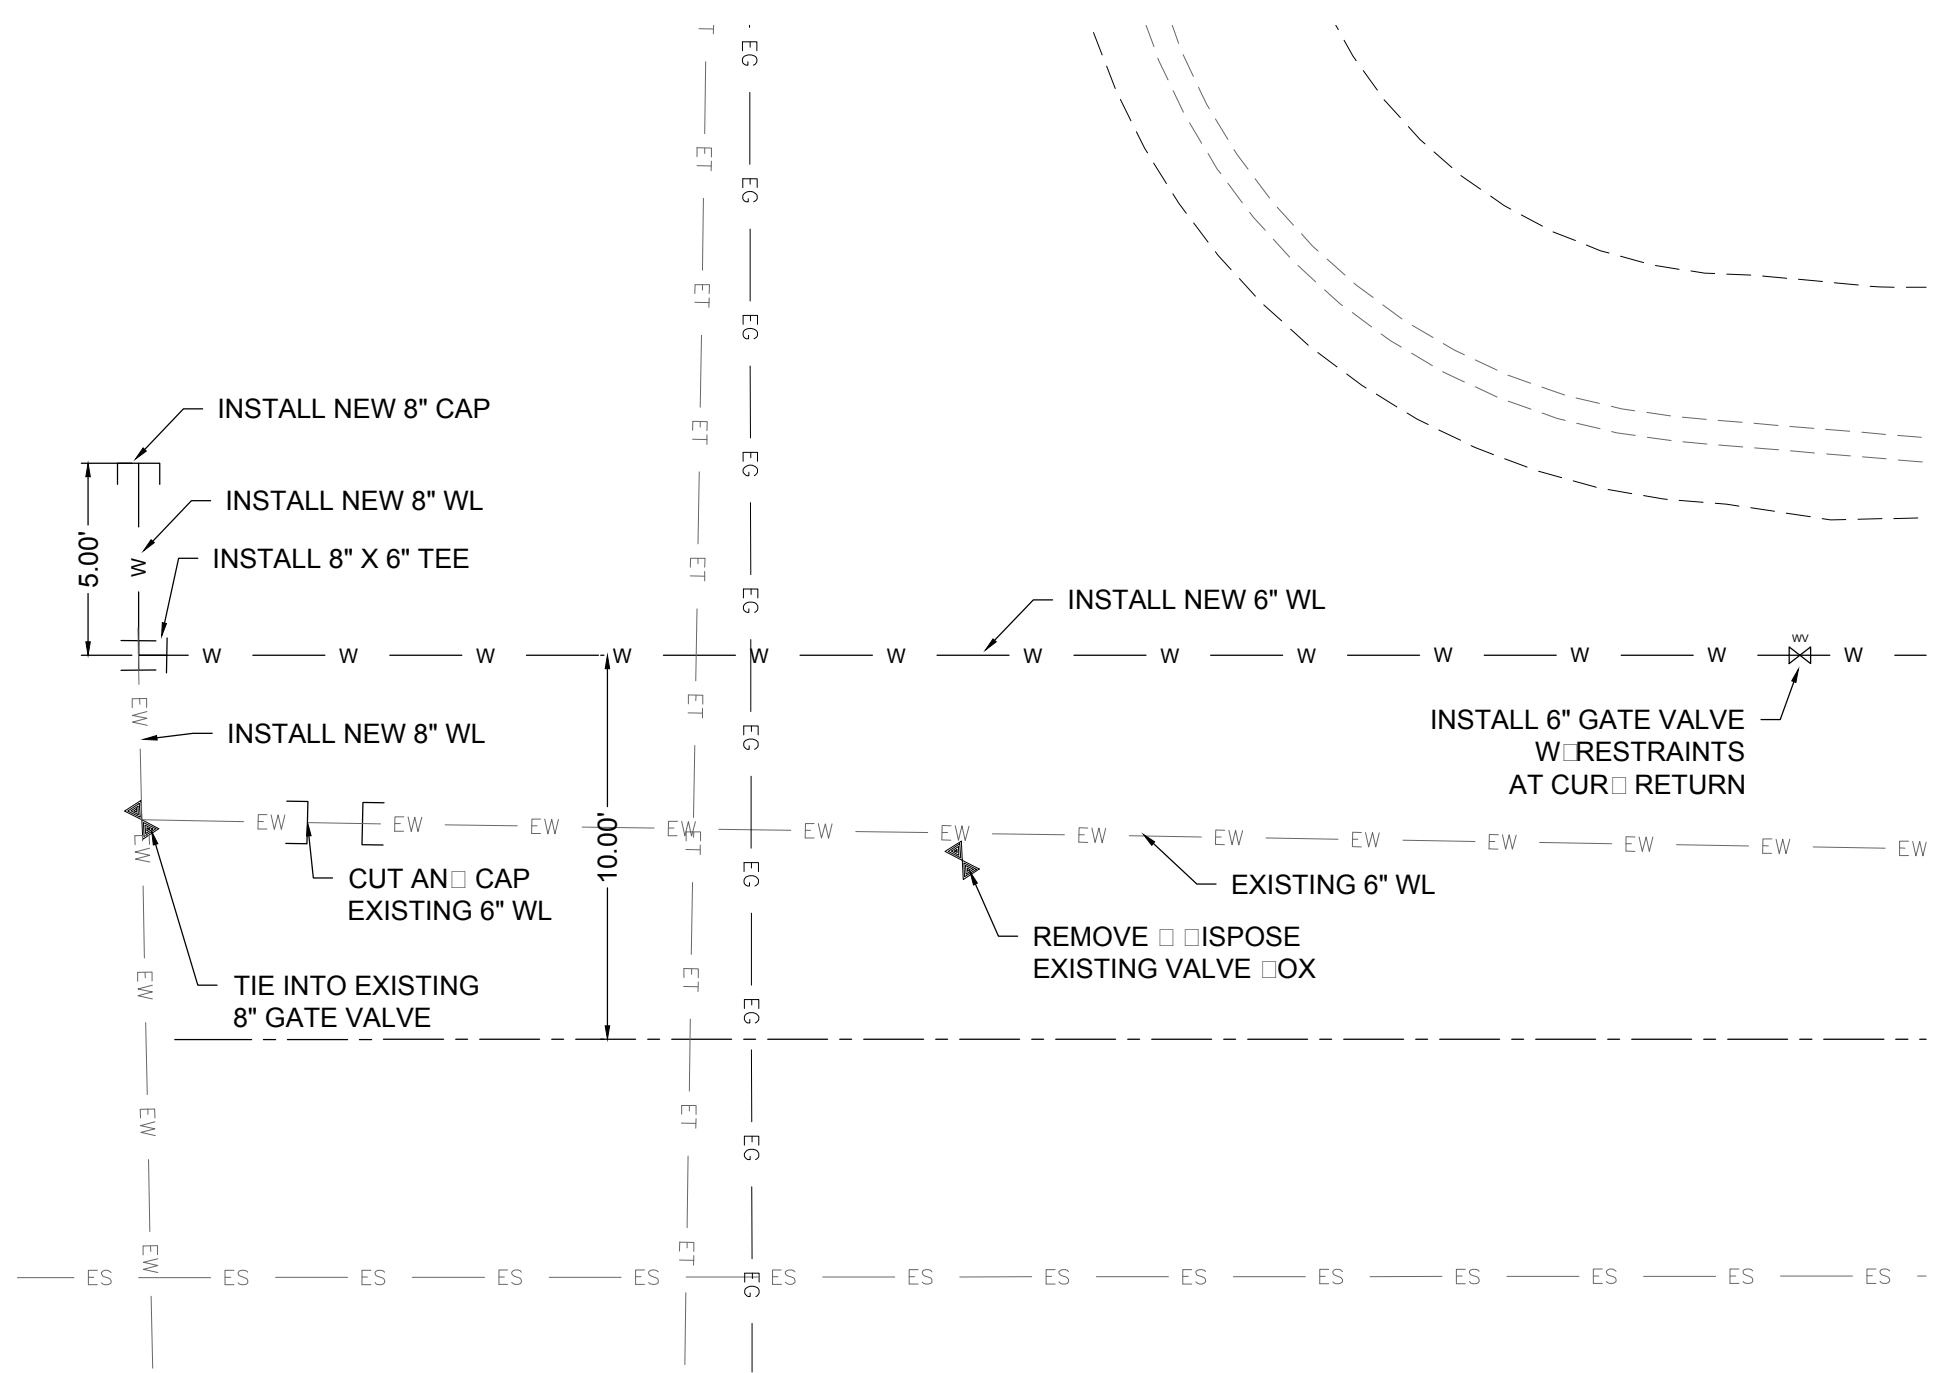 T
EG
ET
EG
ET
EG
INSTALL NEW 8" CAP
ET
EG
INSTALL NEW 8" WL
5.00'
W
INSTALL 8" X 6" TEE
ET
EG
INSTALL NEW 6" WL
WV
W W W W W W W W W W W W W
EW
ET
INSTALL NEW 8" WL
EG
INSTALL 6" GATE VALVE
W□RESTRAINTS
AT CUR□ RETURN
EW EW EW EW EW EW EW EW EW EW EW EW EW
EW
ET
10.00'
EG
CUT AN□ CAP
EXISTING 6" WL
EXISTING 6" WL
REMOVE □ □ISPOSE
EXISTING VALVE □OX
EW
ET
TIE INTO EXISTING
8" GATE VALVE
EG
EW
ET
EG
EW
ET
ES ES ES ES ES ES ES ES ES ES ES ES ES ES
EG